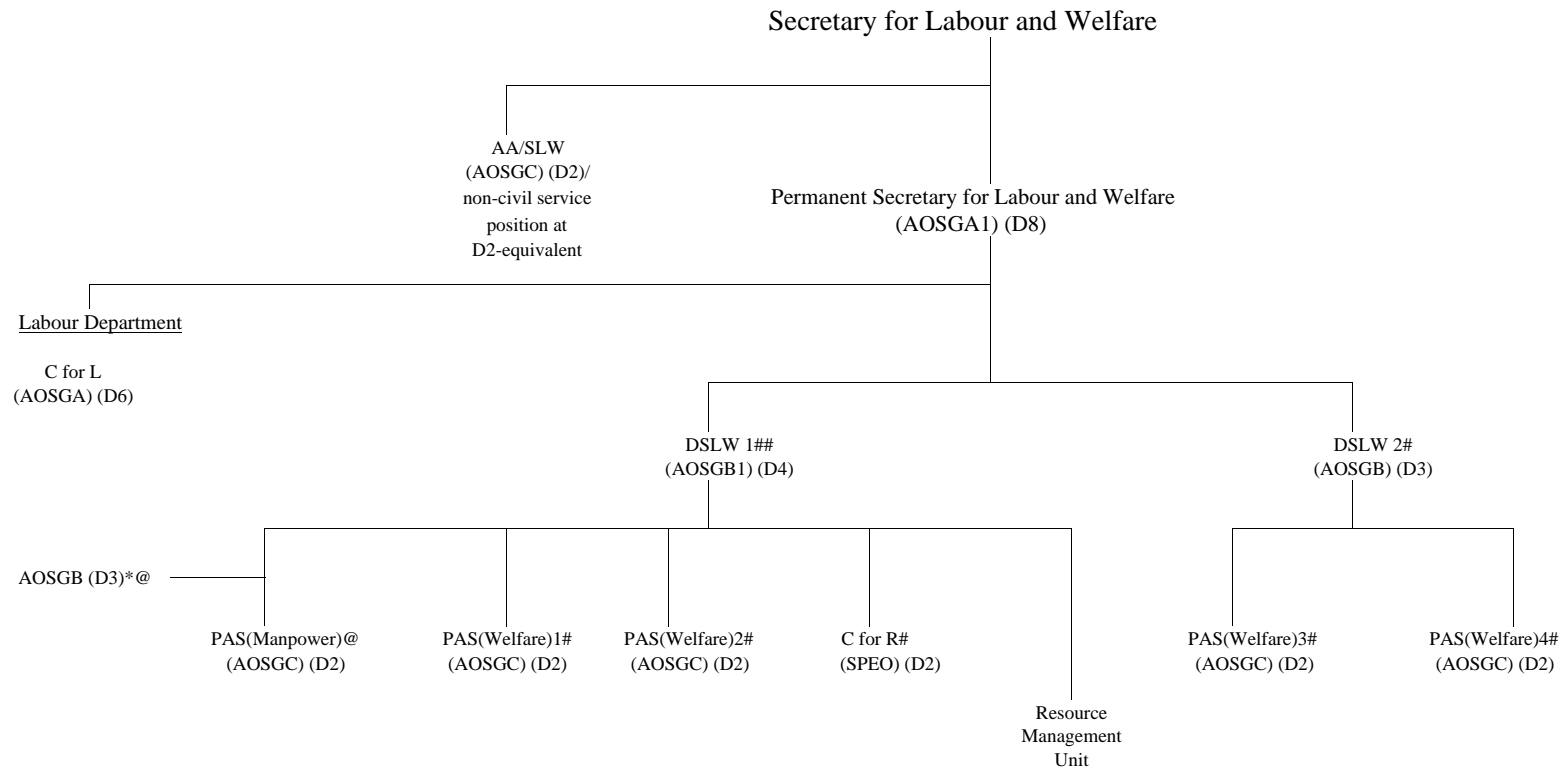 Secretary for Labour and Welfare
AA/SLW
(AOSGC) (D2)/
non-civil service
position at
D2-equivalent
Permanent Secretary for Labour and Welfare
(AOSGA1) (D8)
Labour Department
C for L
(AOSGA) (D6)
DSLW 1##
(AOSGB1) (D4)
DSLW 2#
(AOSGB) (D3)
AOSGB (D3)*@
PAS(Manpower)@
(AOSGC) (D2)
PAS(Welfare)1#
(AOSGC) (D2)
PAS(Welfare)2#
(AOSGC) (D2)
C for R#
(SPEO) (D2)
Resource
Management
Unit
PAS(Welfare)3#
(AOSGC) (D2)
PAS(Welfare)4#
(AOSGC) (D2)